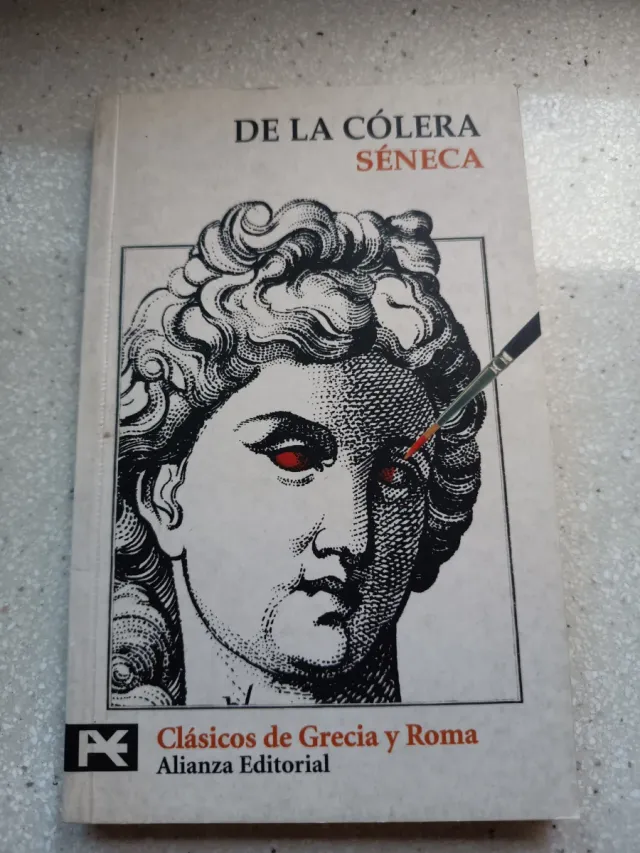 DE LA CÓLERA
SÉNECA
Clásicos de Grecia y Roma
Alianza Editorial